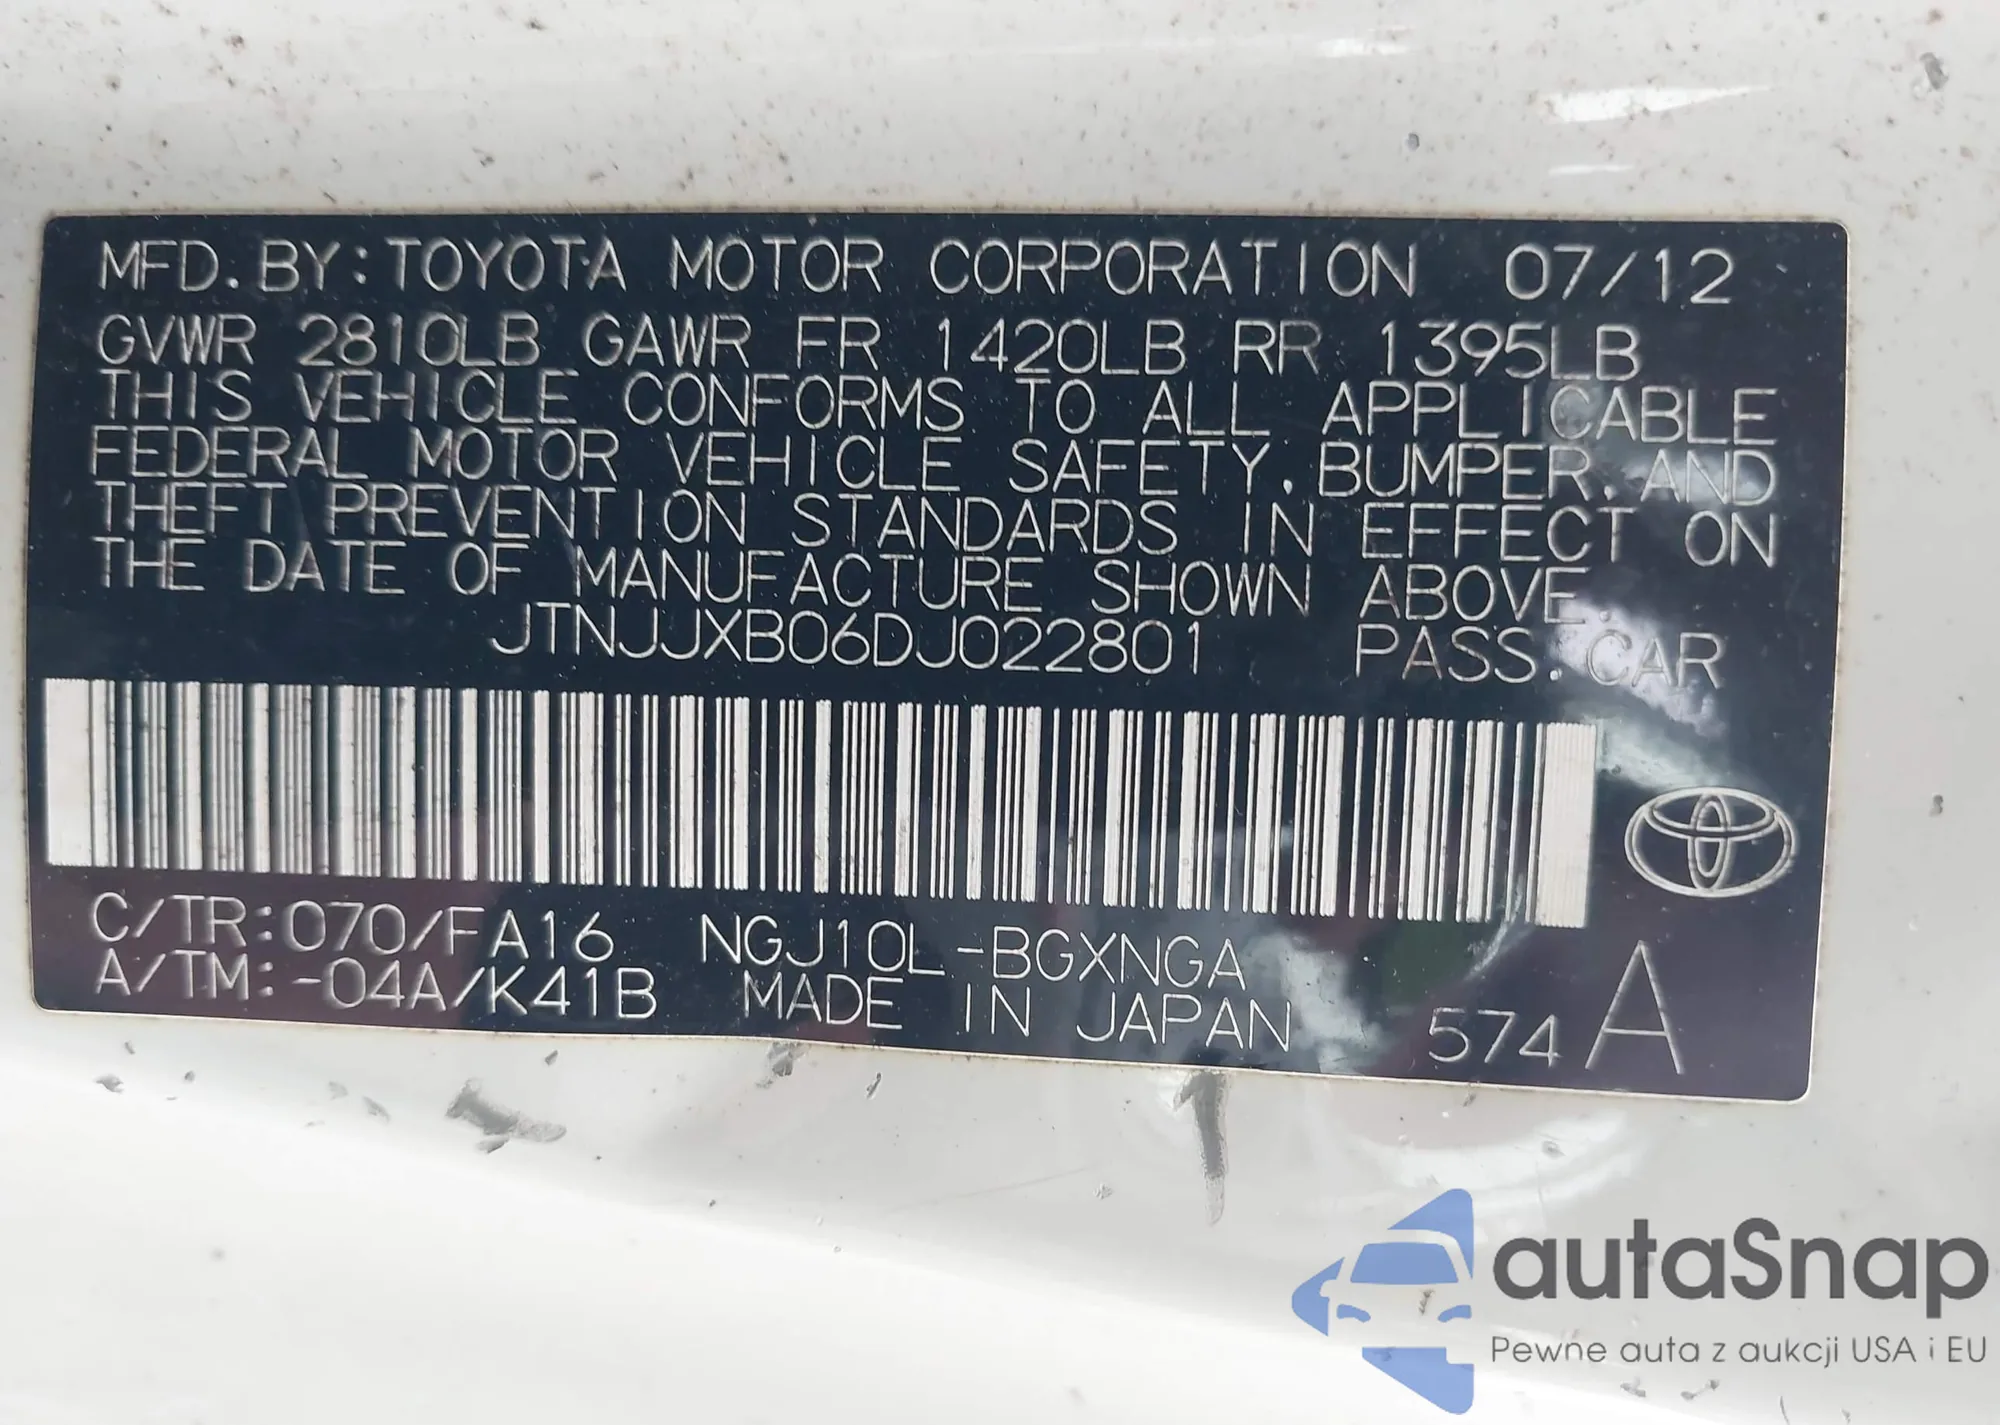 MFD. BY: TOYOTA MOTOR CORPORATION 07/12
GVWR 2810LB GAWR FR 1420LB RR 1395LB
THIS VEHICLE CONFORMS TO ALL APPLICABLE
FEDERAL MOTOR VEHICLE SAFETY, BUMPER, AND
THEFT PREVENTION STANDARDS IN EFFECT ON
THE DATE OF MANUFACTURE SHOWN ABOVE.
JTNJJXB06DJ022801 PASS. CAR
C/TR:070/FA16 NGJ10L-BGXNGA
A/TM:-04A/K41B MADE IN JAPAN 574 A
autaSnap
Pewne auta z aukcji USA i EU